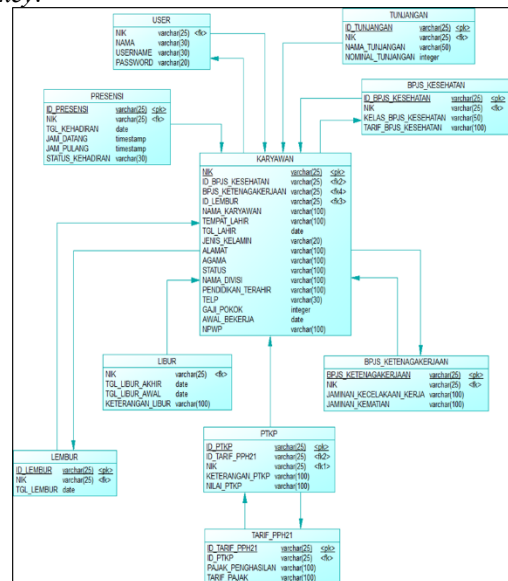 ney.
USER
NIK varchar(25) <fk>
NAMA varchar(30)
USERNAME varchar(30)
PASSWORD varchar(20)
TUNJANGAN
ID_TUNJANGAN varchar(25) <pk>
NIK varchar(25) <fk>
NAMA_TUNJANGAN varchar(50)
NOMINAL_TUNJANGAN integer
PRESENSI
ID_PRESENSI varchar(25) <pk>
NIK varchar(25) <fk>
TGL_KEHADIRAN date
JAM_DATANG timestamp
JAM_PULANG timestamp
STATUS_KEHADIRAN varchar(30)
BPJS_KESEHATAN
ID_BPJS_KESEHATAN varchar(25) <pk>
NIK varchar(25) <fk>
KELAS_BPJS_KESEHATAN varchar(50)
TARIF_BPJS_KESEHATAN varchar(100)
KARYAWAN
NIK varchar(25) <pk>
ID_BPJS_KESEHATAN varchar(25) <fk2>
BPJS_KETENAGAKERJAAN varchar(25) <fk4>
ID_LEMBUR varchar(25) <fk3>
NAMA_KARYAWAN varchar(100)
TEMPAT_LAHIR varchar(100)
TGL_LAHIR date
JENIS_KELAMIN varchar(20)
ALAMAT varchar(100)
AGAMA varchar(100)
STATUS varchar(100)
NAMA_DIVISI varchar(100)
PENDIDIKAN_TERAHIR varchar(100)
TELP varchar(30)
GAJI_POKOK integer
AWAL_BEKERJA date
NPWP varchar(100)
LIBUR
NIK varchar(25) <fk>
TGL_LIBUR_AKHIR date
TGL_LIBUR_AWAL date
KETERANGAN_LIBUR varchar(100)
BPJS_KETENAGAKERJAAN
BPJS_KETENAGAKERJAAN varchar(25) <pk>
NIK varchar(25) <fk>
JAMINAN_KECELAKAAN_KERJA varchar(100)
JAMINAN_KEMATIAN varchar(100)
PTKP
ID_PTKP varchar(25) <pk>
ID_TARIF_PPH21 varchar(25) <fk2>
NIK varchar(25) <fk1>
KETERANGAN_PTKP varchar(100)
NILAI_PTKP varchar(100)
LEMBUR
ID_LEMBUR varchar(25) <pk>
NIK varchar(25) <fk>
TGL_LEMBUR date
TARIF_PPH21
ID_TARIF_PPH21 varchar(25) <pk>
ID_PTKP varchar(25) <fk>
PAJAK_PENGHASILAN varchar(100)
TARIF_PAJAK varchar(100)